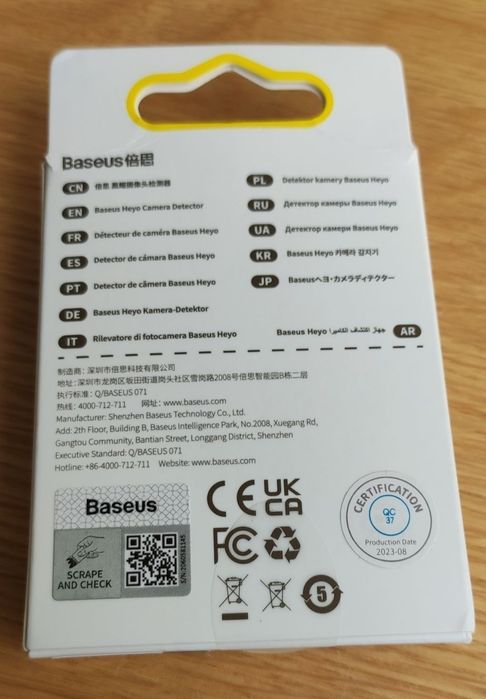 Baseus倍思
CN 倍思 黑眼摄像头检测器
EN Baseus Heyo Camera Detector
FR Détecteur de caméra Baseus Heyo
ES Detector de cámara Baseus Heyo
PT Detector de câmera Baseus Heyo
DE Baseus Heyo Kamera-Detektor
IT Rilevatore di fotocamera Baseus Heyo
PL Detektor kamery Baseus Heyo
RU Детектор камеры Baseus Heyo
UA Детектор камери Baseus Heyo
KR Baseus Heyo 카메라 감지기
JP Baseusヘヨ・カメラディテクター
AR جهاز اكتشاف الكاميرا Baseus Heyo
制造商: 深圳市倍思科技有限公司
地址: 深圳市龙岗区坂田街道岗头社区雪岗路2008号倍思智能园B栋二层
执行标准: Q/BASEUS 071
热线: 4000-712-711 网址: www.baseus.com
Manufacturer: Shenzhen Baseus Technology Co., Ltd.
Add: 2th Floor, Building B, Baseus Intelligence Park, No.2008, Xuegang Rd,
Gangtou Community, Bantian Street, Longgang District, Shenzhen
Executive Standard: Q/BASEUS 071
Hotline: +86-4000-712-711 Website: www.baseus.com
Baseus
SCRAPE
AND CHECK
S/N:2060581145
CE
UK
CA
FC
5
CERTIFICATION
QC
37
Production Date
2023-08